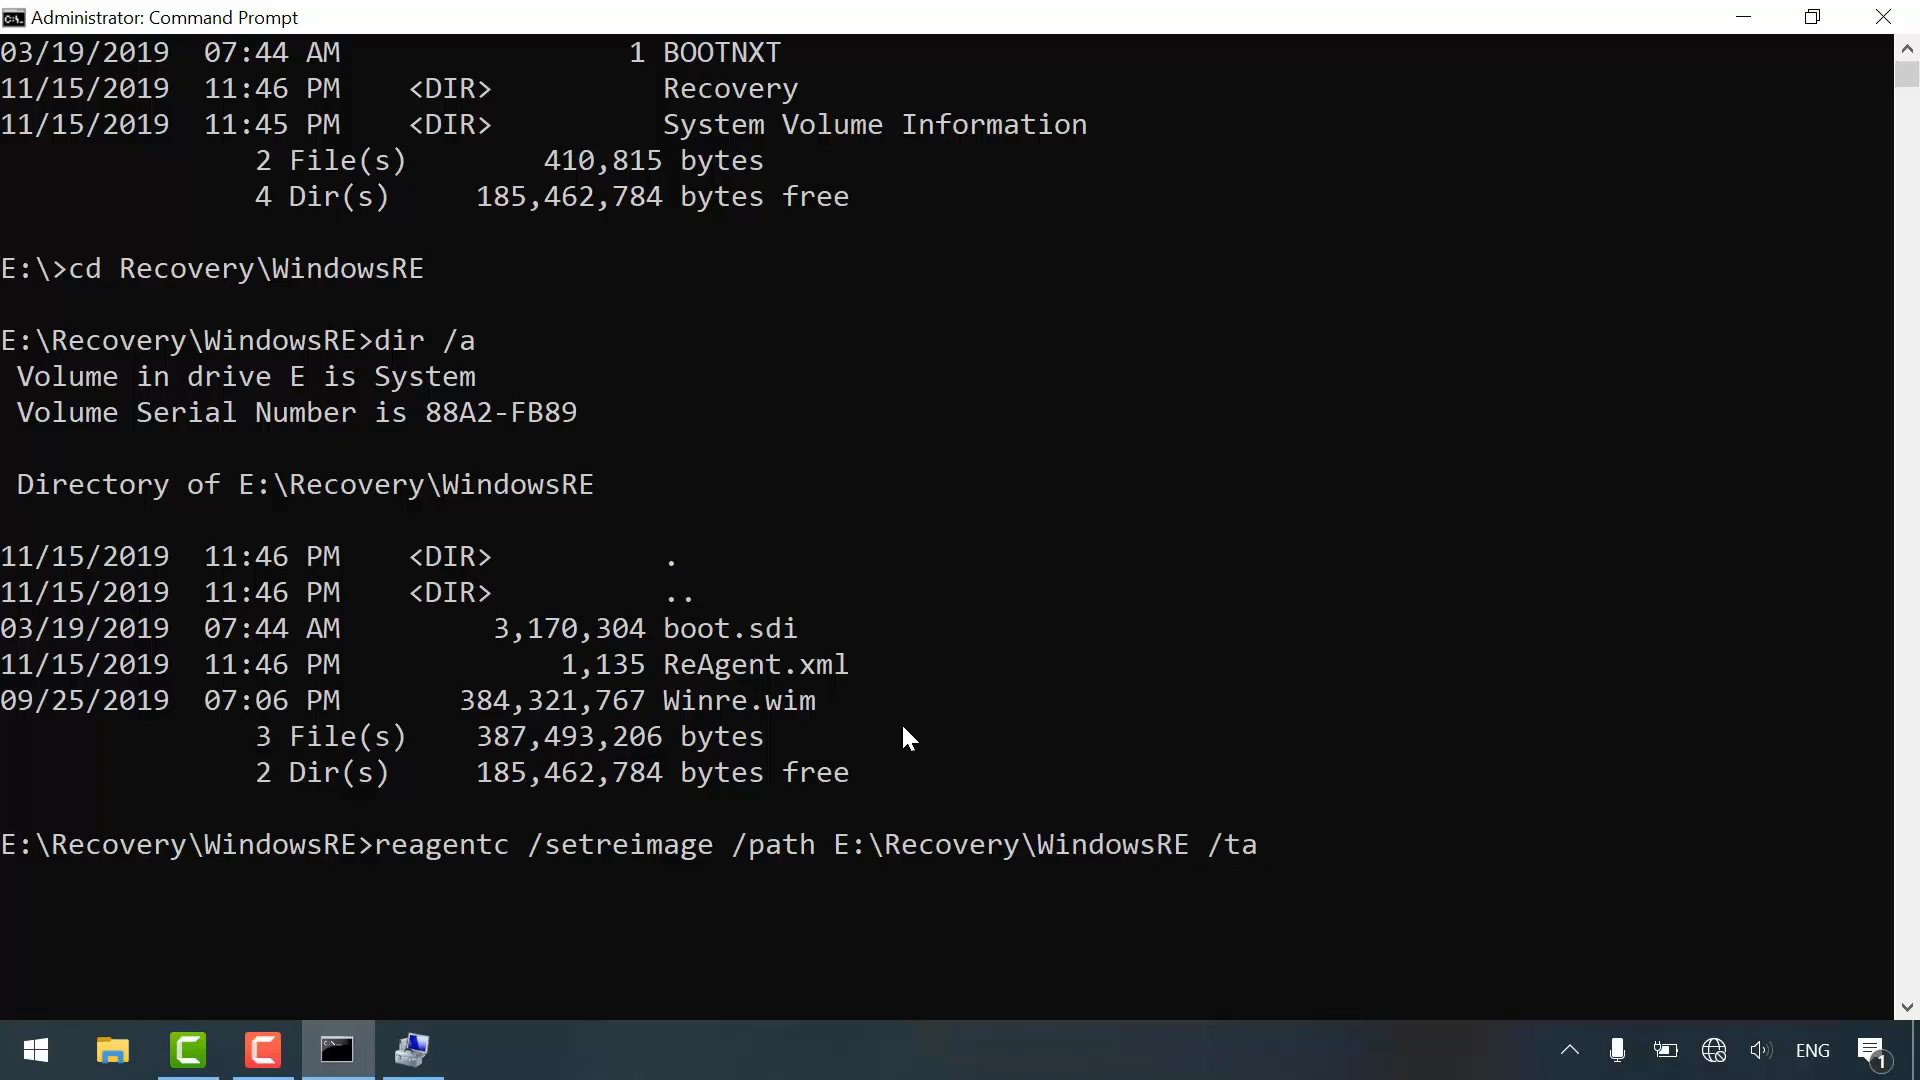 Administrator: Command Prompt
03/19/2019  07:44 AM                 1 BOOTNXT
11/15/2019  11:46 PM    <DIR>          Recovery
11/15/2019  11:45 PM    <DIR>          System Volume Information
               2 File(s)        410,815 bytes
               4 Dir(s)     185,462,784 bytes free
E:\>cd Recovery\WindowsRE
E:\Recovery\WindowsRE>dir /a
 Volume in drive E is System
 Volume Serial Number is 88A2-FB89
 Directory of E:\Recovery\WindowsRE
11/15/2019  11:46 PM    <DIR>          .
11/15/2019  11:46 PM    <DIR>          ..
03/19/2019  07:44 AM         3,170,304 boot.sdi
11/15/2019  11:46 PM             1,135 ReAgent.xml
09/25/2019  07:06 PM       384,321,767 Winre.wim
               3 File(s)    387,493,206 bytes
               2 Dir(s)     185,462,784 bytes free
E:\Recovery\WindowsRE>reagentc /setreimage /path E:\Recovery\WindowsRE /ta
ENG
1